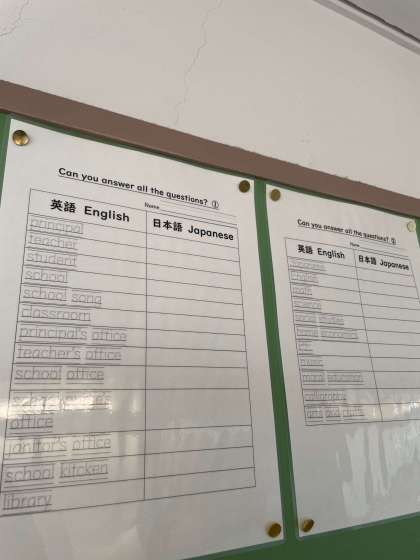 Can you answer all the questions? ①
Name
英語 English 日本語 Japanese
principal
teacher
student
school
school song
classroom
principal's office
teacher's office
school office
school
office
janitor's office
school kitchen
library
Can you answer all the questions?
Name
英語 English 日本語 Japanese
Japanese
math
science
social studies
home economics
music
moral education
calligraphy
arts and crafts